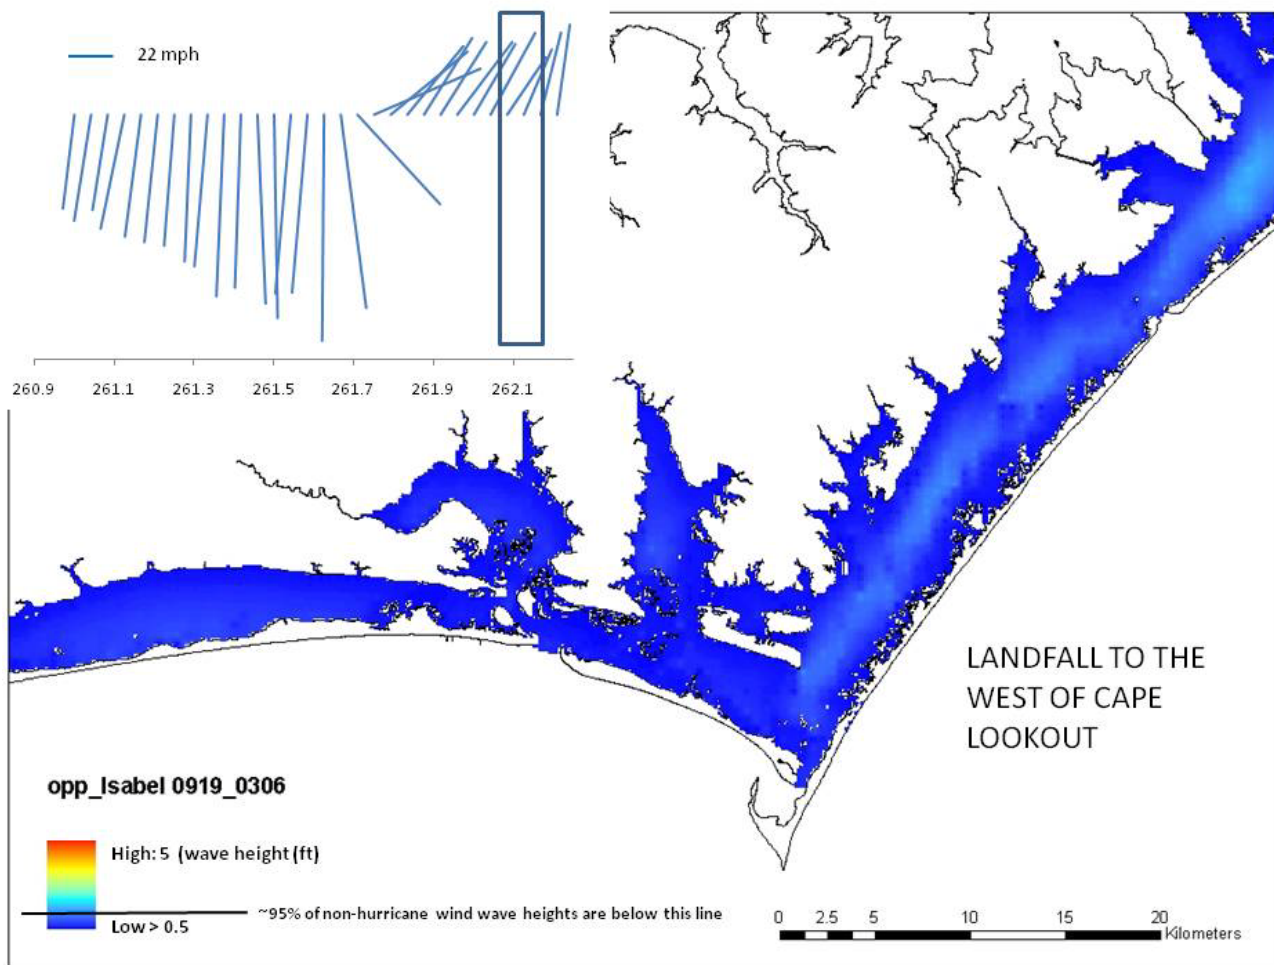 22 mph
260.9 261.1 261.3 261.5 261.7 261.9 262.1
LANDFALL TO THE
WEST OF CAPE
LOOKOUT
opp_Isabel 0919_0306
High: 5 (wave height (ft)
~95% of non-hurricane wind wave heights are below this line
Low > 0.5
0 2.5 5 10 15 20
Kilometers